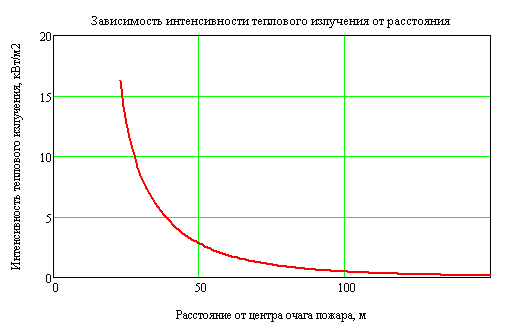 Зависимость интенсивности теплового излучения от расстояния
Интенсивность теплового излучения, кВт/м2
20
15
10
5
0
0
50
100
Расстояние от центра очага пожара, м